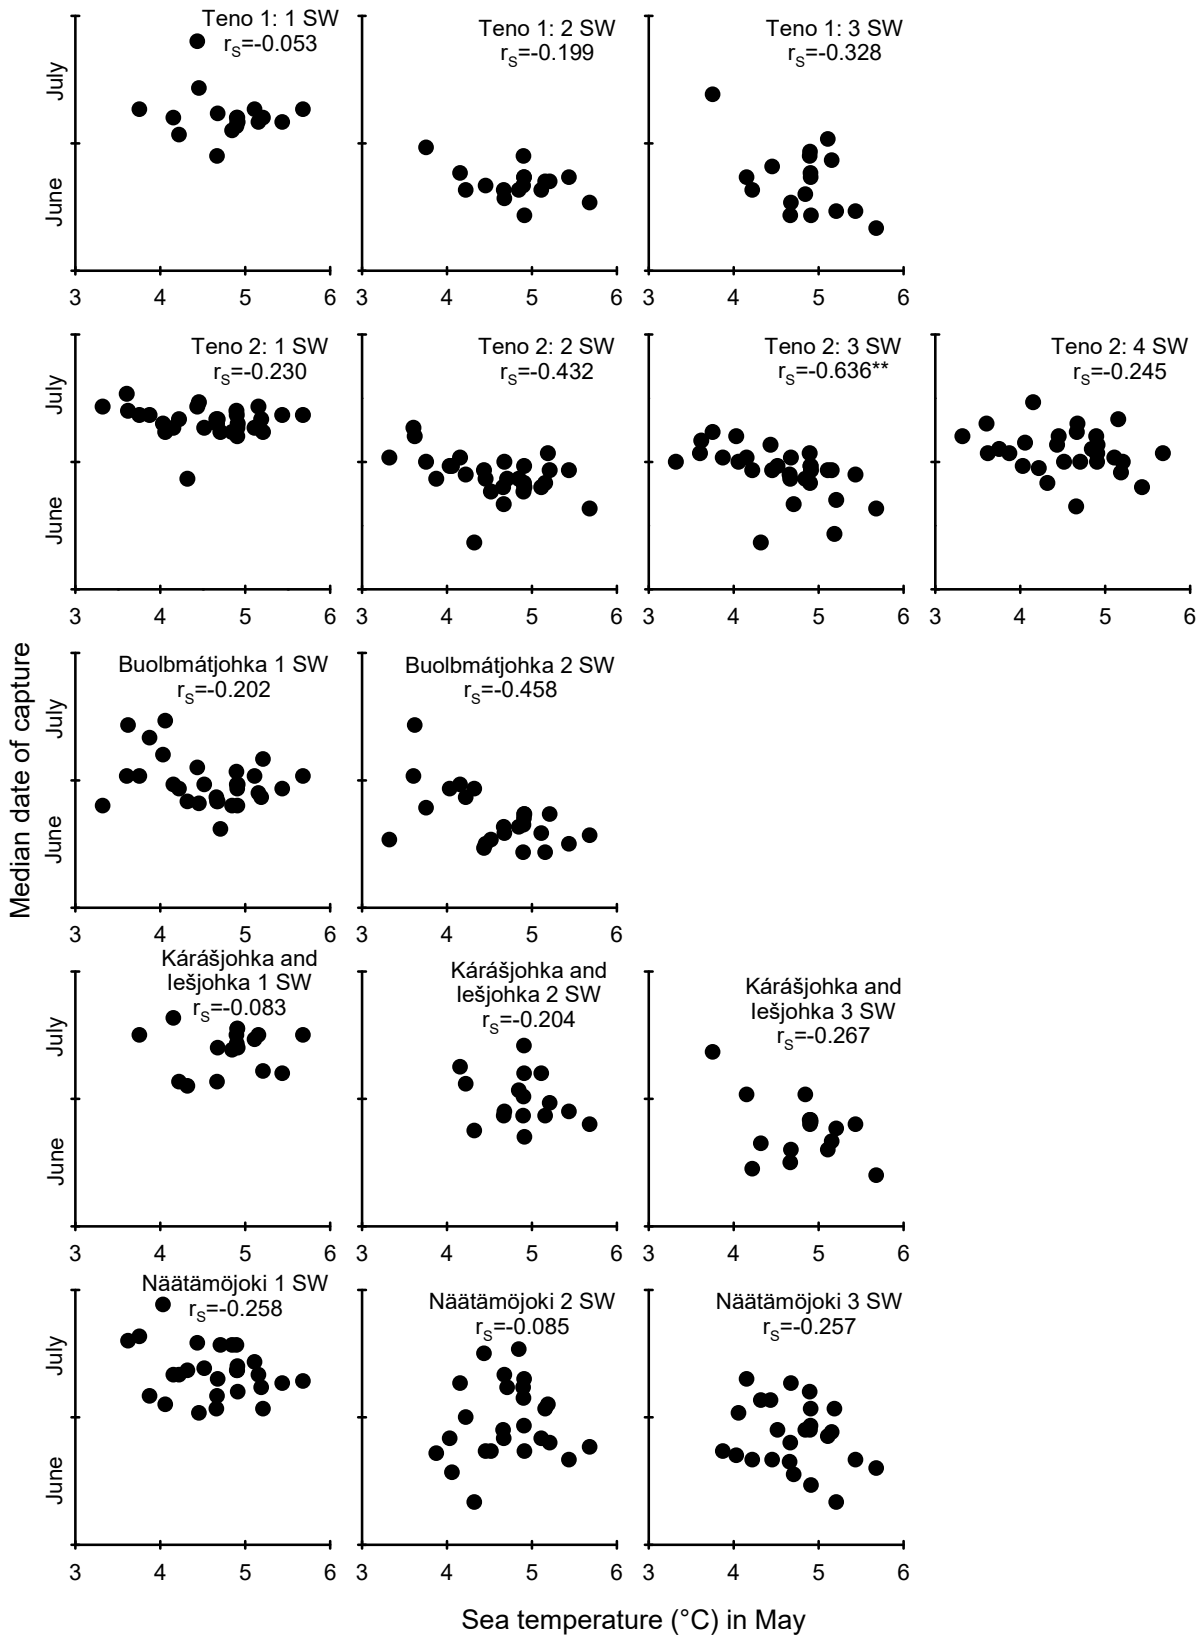 Teno 1: 1 SW
rS=-0.053
Teno 1: 2 SW
rS=-0.199
Teno 1: 3 SW
rS=-0.328
July
June
3 4 5 6
3 4 5 6
3 4 5 6
Teno 2: 1 SW
rS=-0.230
Teno 2: 2 SW
rS=-0.432
Teno 2: 3 SW
rS=-0.636**
Teno 2: 4 SW
rS=-0.245
July
June
3 4 5 6
3 4 5 6
3 4 5 6
3 4 5 6
Median date of capture
Buolbmátjohka 1 SW
rS=-0.202
Buolbmátjohka 2 SW
rS=-0.458
July
June
3 4 5 6
3 4 5 6
Kárášjohka and
Iešjohka 1 SW
rS=-0.083
Kárášjohka and
Iešjohka 2 SW
rS=-0.204
Kárášjohka and
Iešjohka 3 SW
rS=-0.267
July
June
3 4 5 6
3 4 5 6
3 4 5 6
Näätämöjoki 1 SW
rS=-0.258
Näätämöjoki 2 SW
rS=-0.085
Näätämöjoki 3 SW
rS=-0.257
July
June
3 4 5 6
3 4 5 6
3 4 5 6
Sea temperature (°C) in May